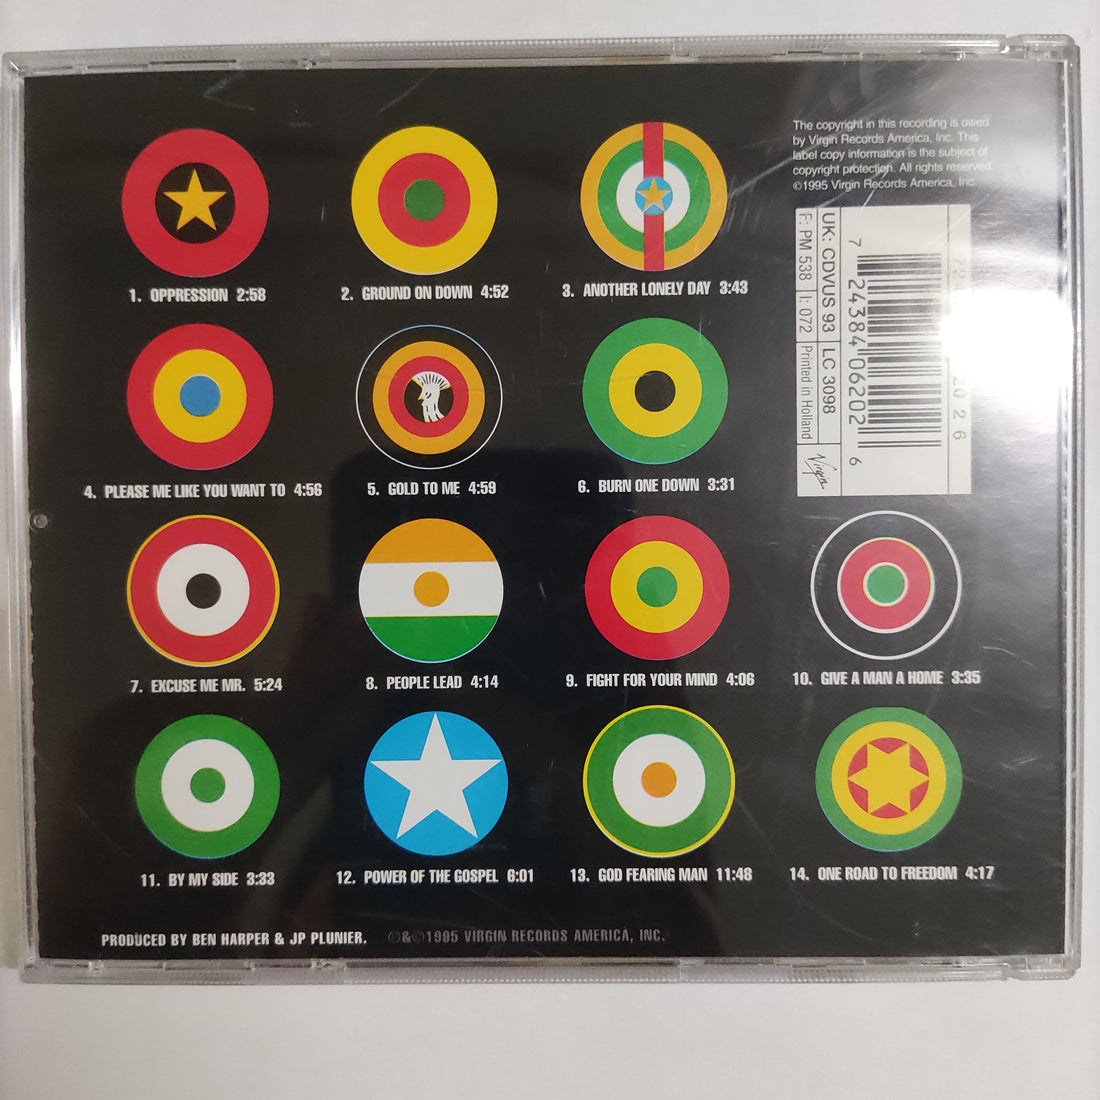 The copyright in this recording is owed
by Virgin Records America, Inc. This
label copy information is the subject of
copyright protection. All rights reserved.
©1995 Virgin Records America, Inc.
1. OPPRESSION 2:58
2. GROUND ON DOWN 4:52
3. ANOTHER LONELY DAY 3:43
UK: CDVUS 93
LC 3098
F: PM 538
I: 072
Printed in Holland
Virgin
7 24384 06202 6
4. PLEASE ME LIKE YOU WANT TO 4:56
5. GOLD TO ME 4:59
6. BURN ONE DOWN 3:31
7. EXCUSE ME MR. 5:24
8. PEOPLE LEAD 4:14
9. FIGHT FOR YOUR MIND 4:06
10. GIVE A MAN A HOME 3:35
11. BY MY SIDE 3:33
12. POWER OF THE GOSPEL 6:01
13. GOD FEARING MAN 11:48
14. ONE ROAD TO FREEDOM 4:17
PRODUCED BY BEN HARPER & JP PLUNIER. ℗&©1995 VIRGIN RECORDS AMERICA, INC.